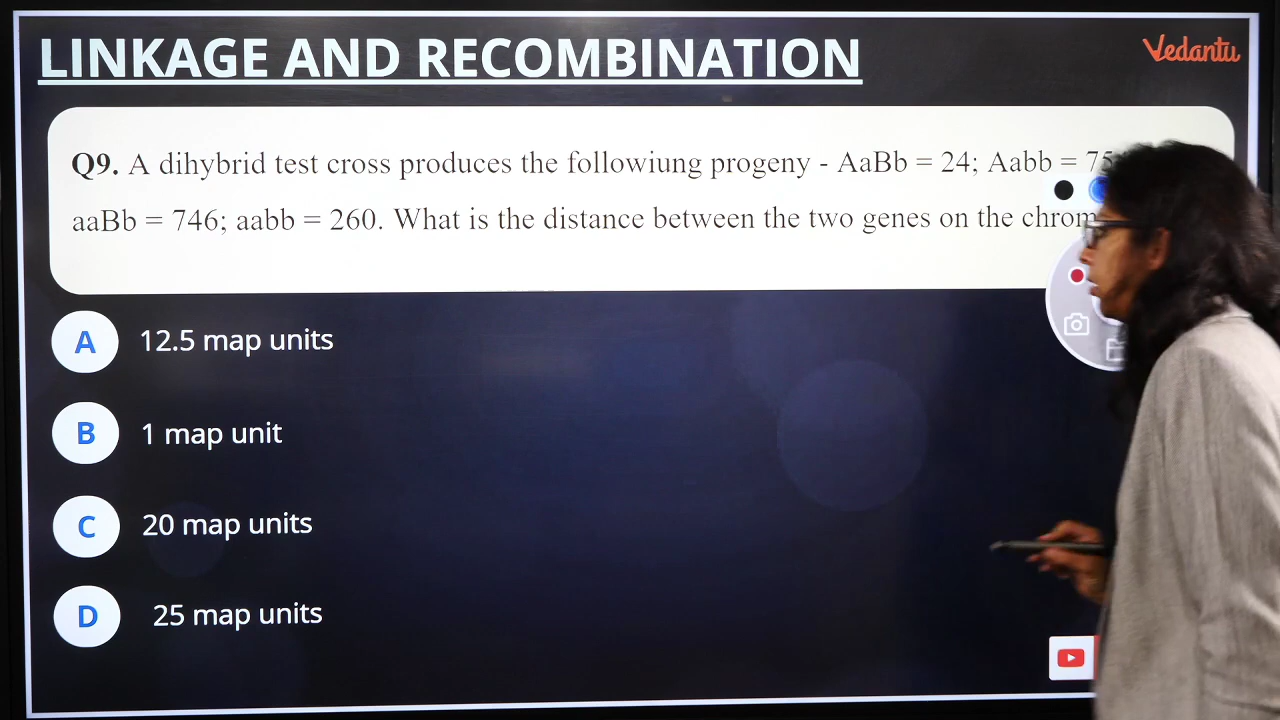 LINKAGE AND RECOMBINATION
Vedantu
Q9. A dihybrid test cross produces the followiung progeny - AaBb = 24; Aabb =
aaBb = 746; aabb = 260. What is the distance between the two genes on the
A 12.5 map units
B 1 map unit
C 20 map units
D 25 map units